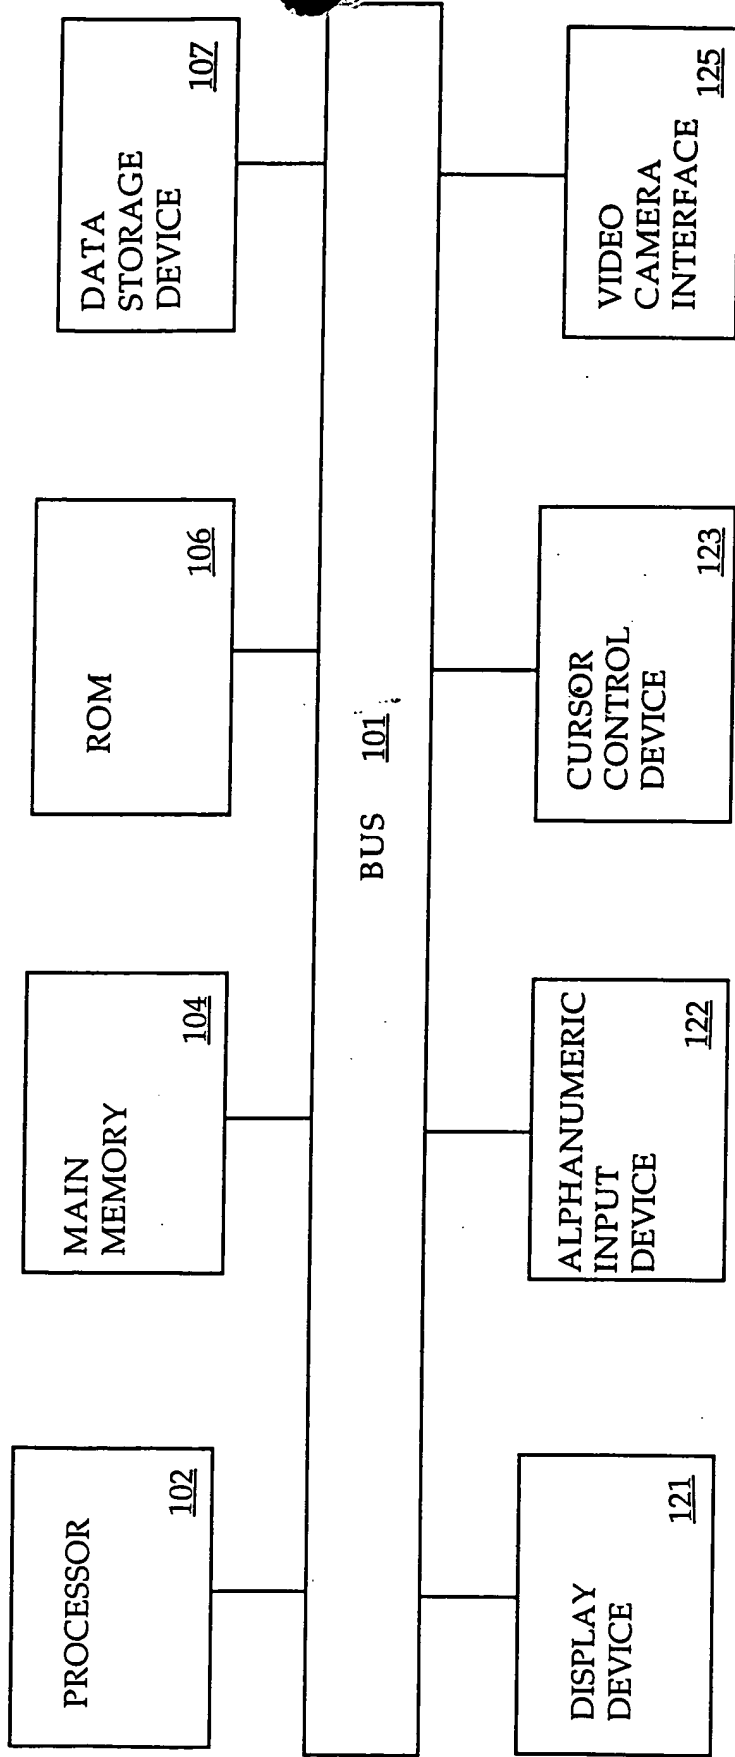 PROCESSOR
102
MAIN
MEMORY
104
ROM
106
DATA
STORAGE
DEVICE
107
BUS 101
DISPLAY
DEVICE
121
ALPHANUMERIC
INPUT
DEVICE
122
CURSOR
CONTROL
DEVICE
123
VIDEO
CAMERA
INTERFACE
125